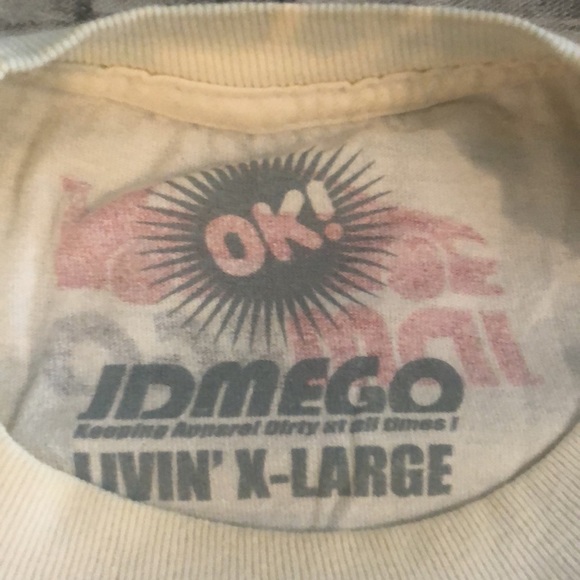 OK!
JDMEGO
Keeping Apparel Dirty at all times!
LIVIN' X-LARGE